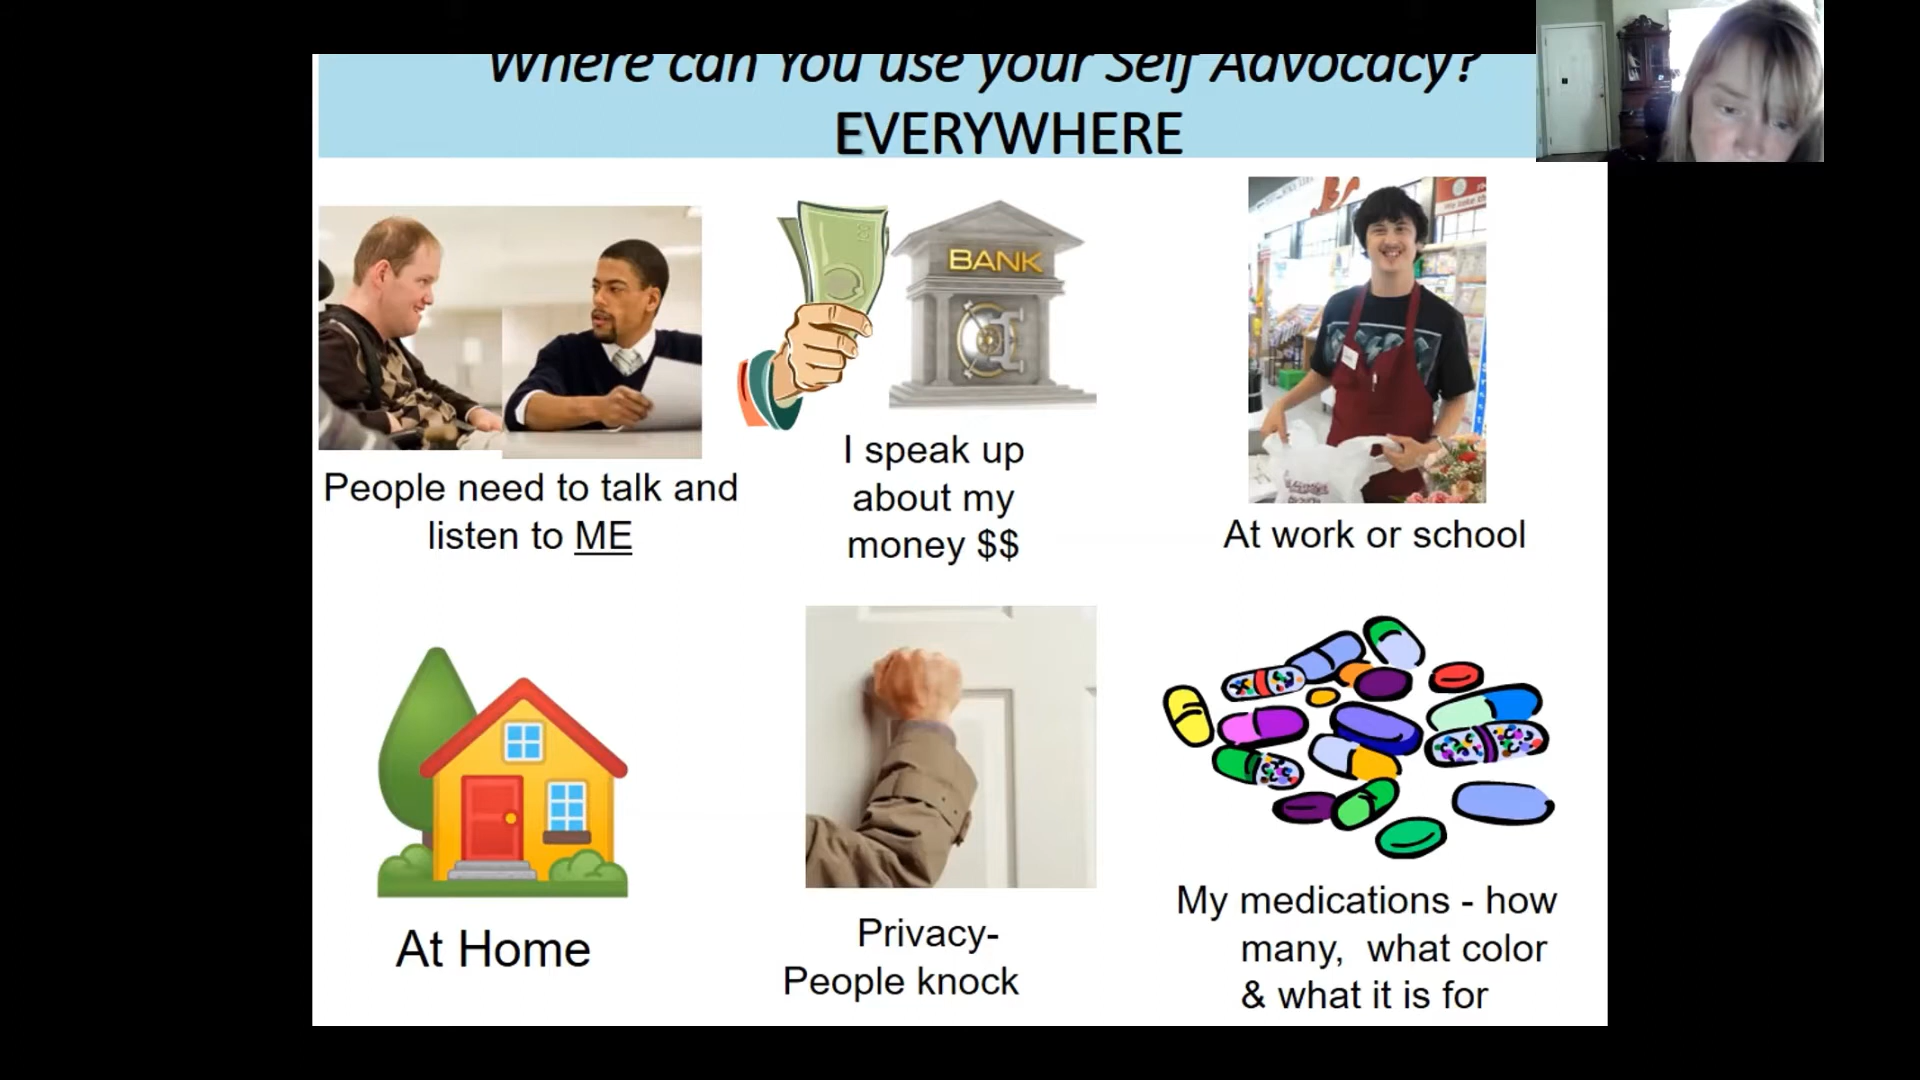 Where can You use your Self Advocacy?
EVERYWHERE
BANK
People need to talk and
listen to ME
I speak up
about my
money $$
At work or school
At Home
Privacy-
People knock
My medications - how
many, what color
& what it is for